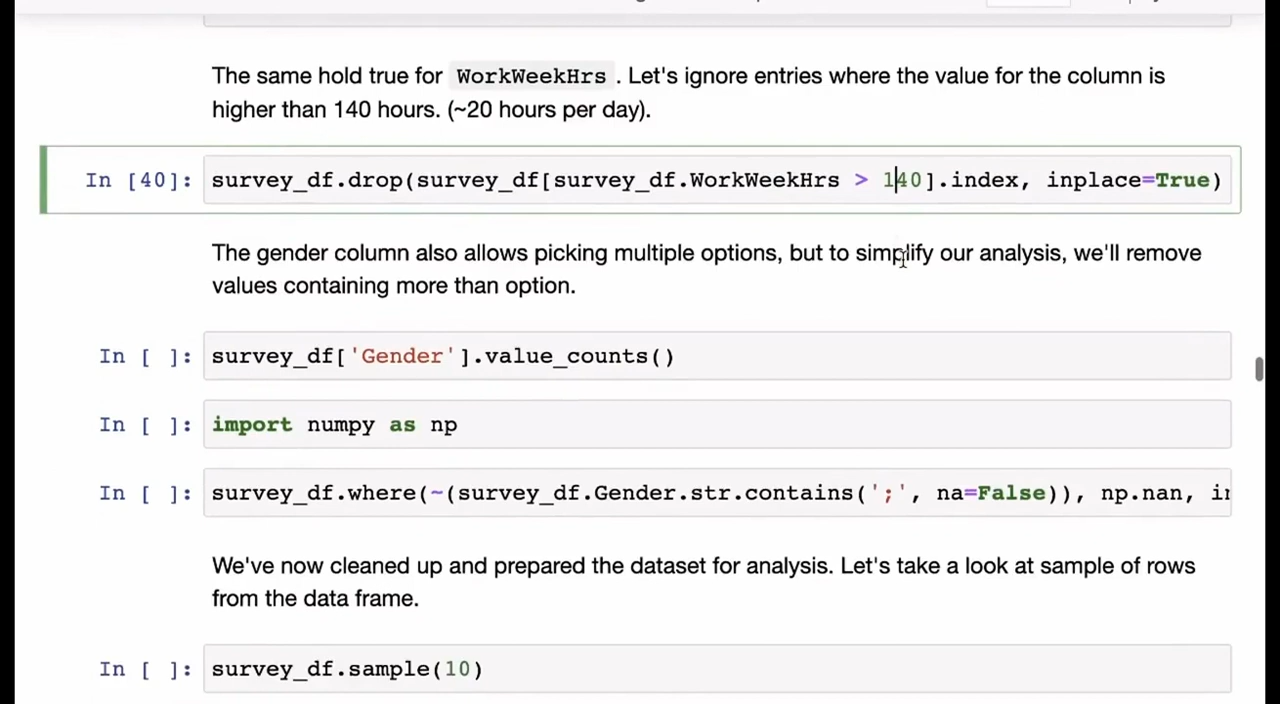 The same hold true for WorkWeekHrs . Let's ignore entries where the value for the column is
higher than 140 hours. (~20 hours per day).
In [40]: survey_df.drop(survey_df[survey_df.WorkWeekHrs > 140].index, inplace=True)
The gender column also allows picking multiple options, but to simplify our analysis, we'll remove
values containing more than option.
In [ ]: survey_df['Gender'].value_counts()
In [ ]: import numpy as np
In [ ]: survey_df.where(~(survey_df.Gender.str.contains(';', na=False)), np.nan, in
We've now cleaned up and prepared the dataset for analysis. Let's take a look at sample of rows
from the data frame.
In [ ]: survey_df.sample(10)